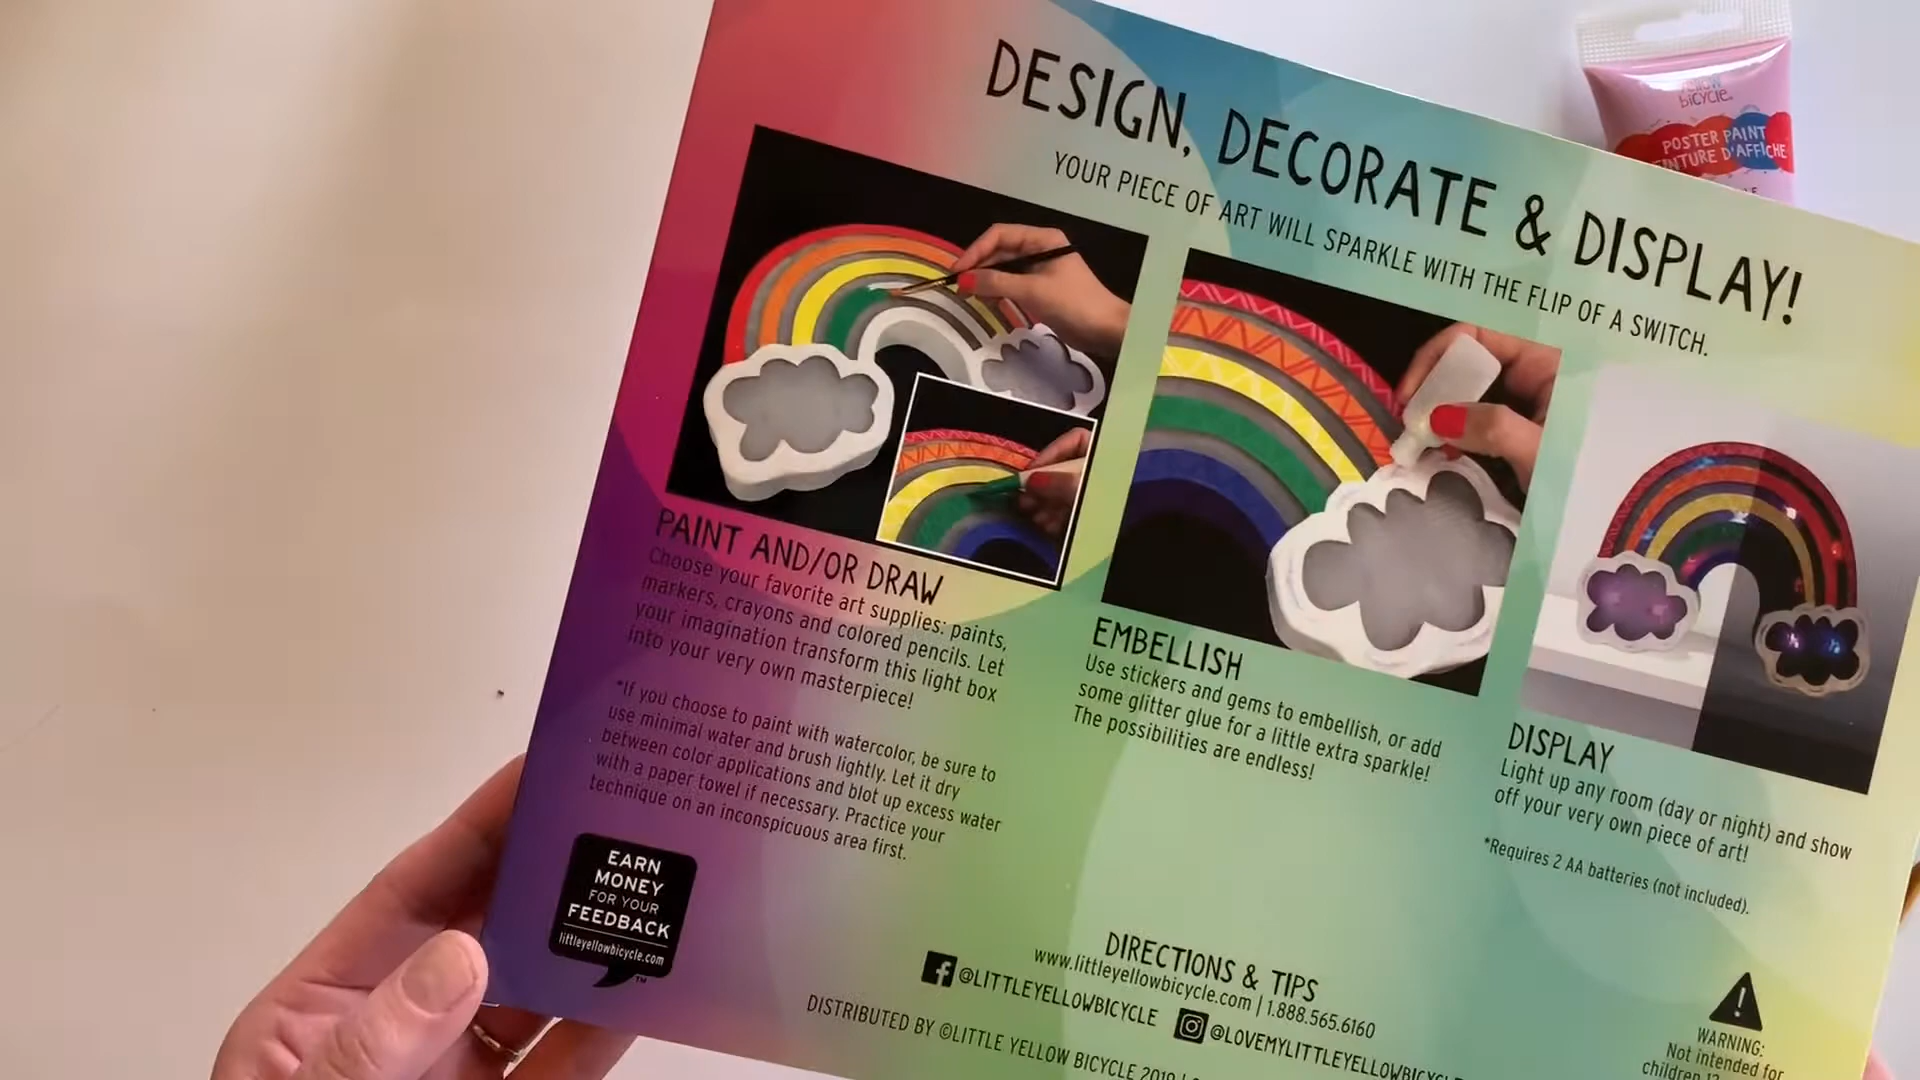 DESIGN, DECORATE & DISPLAY!
YOUR PIECE OF ART WILL SPARKLE WITH THE FLIP OF A SWITCH.
bicycle
POSTER PAINT
PEINTURE D'AFFICHE
PAINT AND/OR DRAW
Choose your favorite art supplies: paints,
markers, crayons and colored pencils. Let
your imagination transform this light box
into your very own masterpiece!
*If you choose to paint with watercolor, be sure to
use minimal water and brush lightly. Let it dry
between color applications and blot up excess water
with a paper towel if necessary. Practice your
technique on an inconspicuous area first.
EMBELLISH
Use stickers and gems to embellish, or add
some glitter glue for a little extra sparkle!
The possibilities are endless!
DISPLAY
Light up any room (day or night) and show
off your very own piece of art!
*Requires 2 AA batteries (not included).
EARN
MONEY
FOR YOUR
FEEDBACK
littleyellowbicycle.com
TM
DIRECTIONS & TIPS
www.littleyellowbicycle.com | 1.888.565.6160
@LITTLEYELLOWBICYCLE @LOVEMYLITTLEYELLOWBICYC
DISTRIBUTED BY ©LITTLE YELLOW BICYCLE 2019 |
WARNING:
Not intended for
children